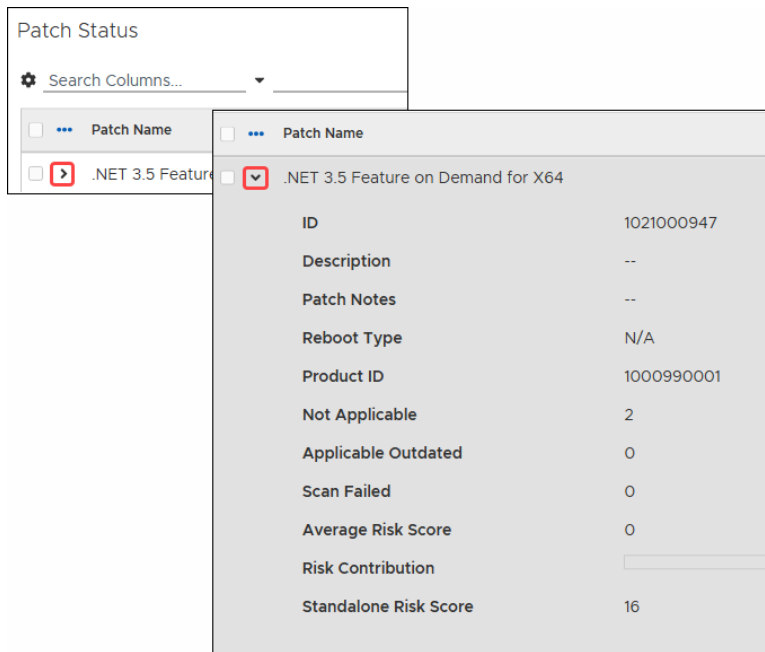 Patch Status
Search Columns...
Patch Name
.NET 3.5 Feature
Patch Name
.NET 3.5 Feature on Demand for X64
ID 1021000947
Description --
Patch Notes --
Reboot Type N/A
Product ID 1000990001
Not Applicable 2
Applicable Outdated 0
Scan Failed 0
Average Risk Score 0
Risk Contribution
Standalone Risk Score 16